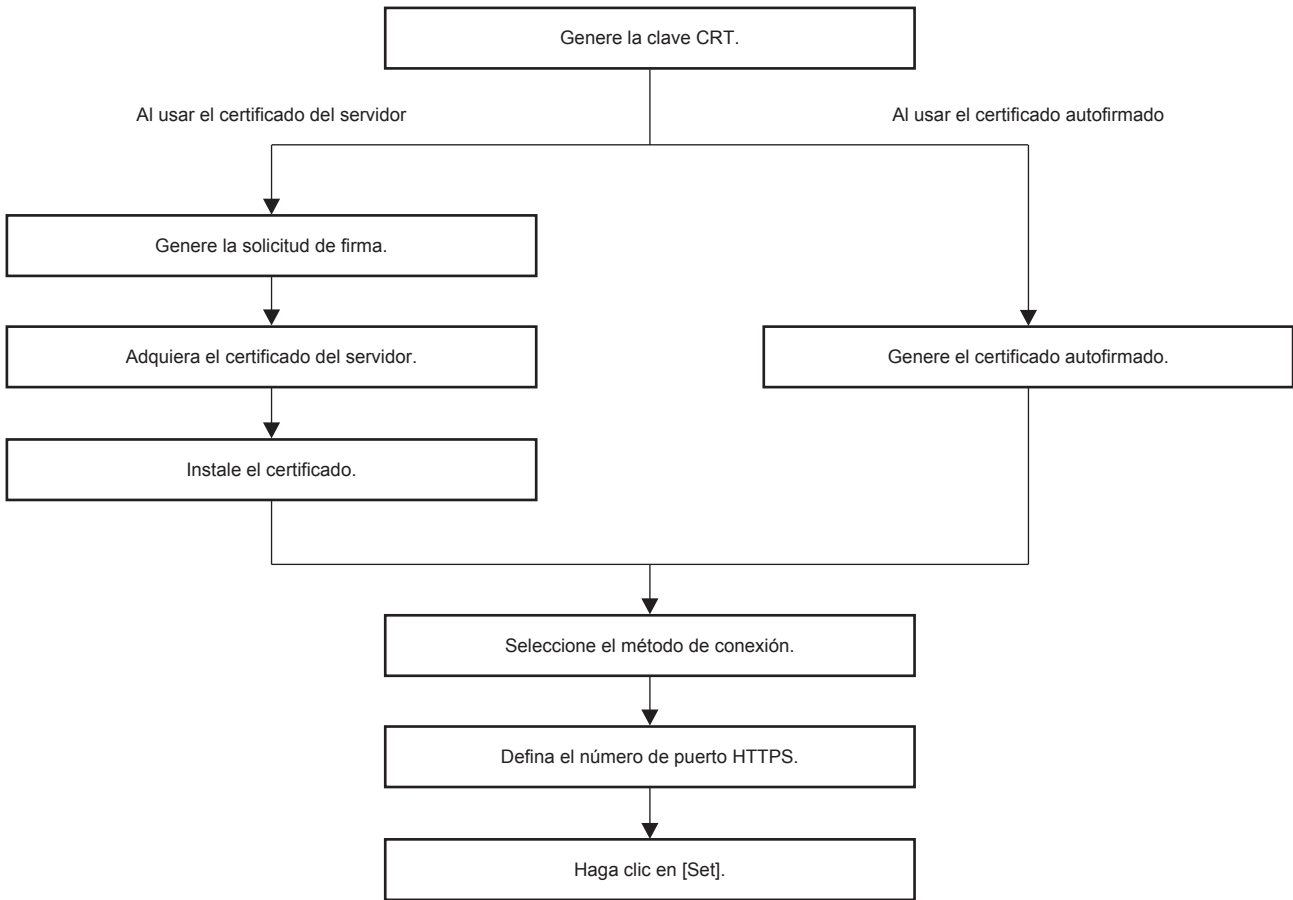 Genere la clave CRT.
Al usar el certificado del servidor
Al usar el certificado autofirmado
Genere la solicitud de firma.
Adquiera el certificado del servidor.
Genere el certificado autofirmado.
Instale el certificado.
Seleccione el método de conexión.
Defina el número de puerto HTTPS.
Haga clic en [Set].